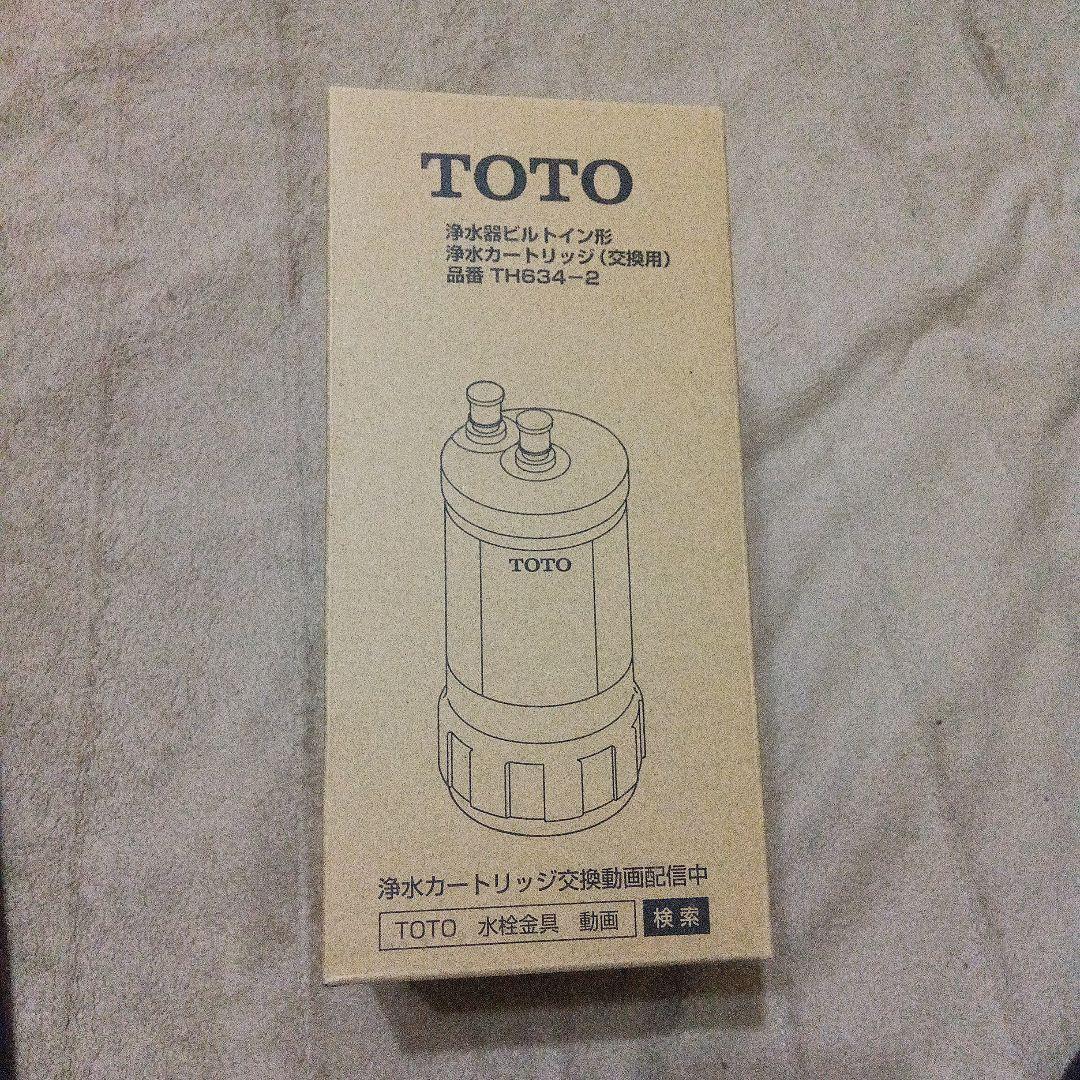 TOTO
浄水器ビルトイン形
浄水カートリッジ(交換用)
品番 TH634-2
TOTO
浄水カートリッジ交換動画配信中
TOTO 水栓金具 動画 検索